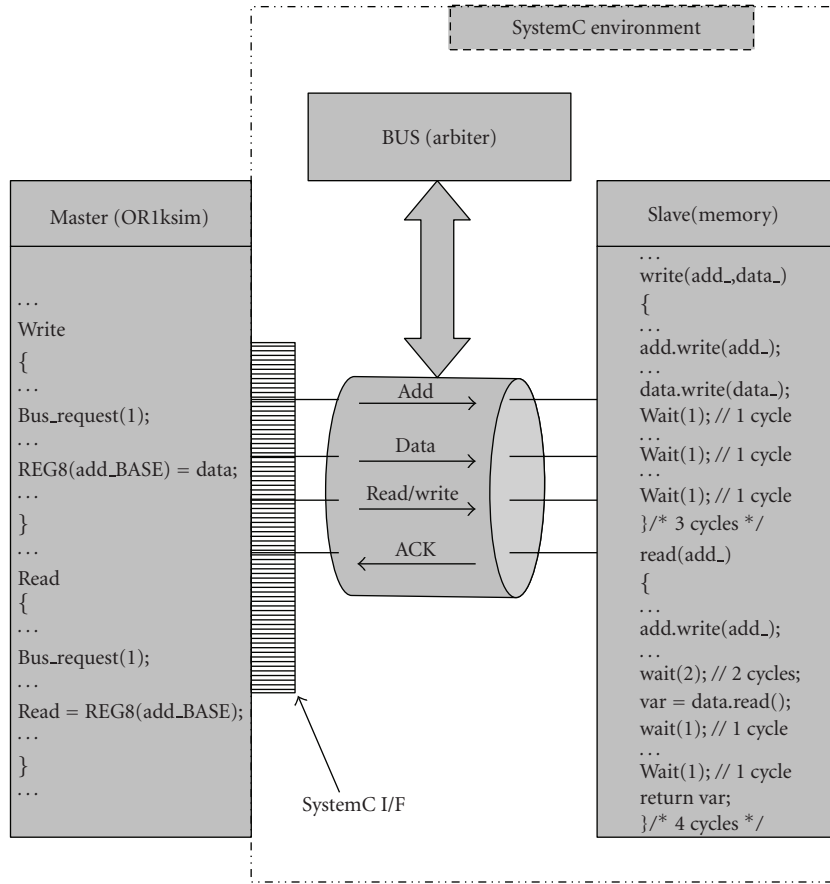 SystemC environment
BUS (arbiter)
Master (OR1ksim)
...
Write
{
...
Bus_request(1);
...
REG8(add_BASE) = data;
...
}
...
Read
{
...
Bus_request(1);
...
Read = REG8(add_BASE);
...
}
...
Add
Data
Read/write
ACK
SystemC I/F
Slave(memory)
...
write(add_,data_)
{
...
add.write(add_);
...
data.write(data_);
Wait(1); // 1 cycle
...
Wait(1); // 1 cycle
...
Wait(1); // 1 cycle
}/* 3 cycles */
read(add_)
{
...
add.write(add_);
...
wait(2); // 2 cycles;
var = data.read();
wait(1); // 1 cycle
...
Wait(1); // 1 cycle
return var;
}/* 4 cycles */